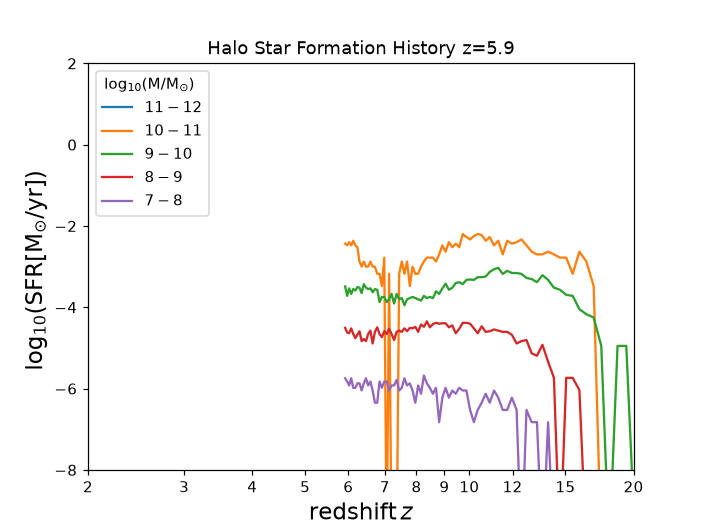 Halo Star Formation History z=5.9
log₁₀(M/M☉)
11 − 12
10 − 11
9 − 10
8 − 9
7 − 8
log₁₀(SFR[M☉/yr])
2
0
−2
−4
−6
−8
2 3 4 5 6 7 8 9 10 12 15 20
redshift z